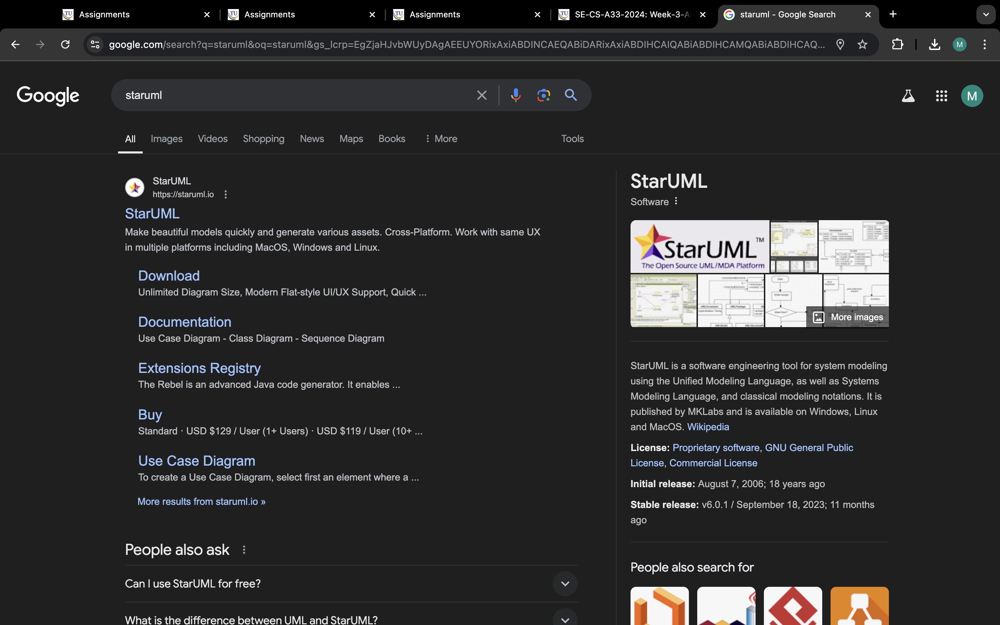 Assignments
Assignments
Assignments
SE-CS-A33-2024: Week-3-A
staruml - Google Search
google.com/search?q=staruml&oq=staruml&gs_lcrp=EgZjaHJvbWUyDAgAEEUYORixAxiABDINCAEQABiDARixAxiABDIHCAIQABiABDIHCAMQABiABDIHCAQ...
M
Google
staruml
M
All Images Videos Shopping News Maps Books More Tools
StarUML
https://staruml.io
StarUML
Make beautiful models quickly and generate various assets. Cross-Platform. Work with same UX
in multiple platforms including MacOS, Windows and Linux.
Download
Unlimited Diagram Size, Modern Flat-style UI/UX Support, Quick ...
Documentation
Use Case Diagram - Class Diagram - Sequence Diagram
Extensions Registry
The Rebel is an advanced Java code generator. It enables ...
Buy
Standard · USD $129 / User (1+ Users) · USD $119 / User (10+ ...
Use Case Diagram
To create a Use Case Diagram, select first an element where a ...
More results from staruml.io »
People also ask
Can I use StarUML for free?
What is the difference between UML and StarUML?
StarUML
Software
StarUML™
The Open Source UML/MDA Platform
More images
StarUML is a software engineering tool for system modeling
using the Unified Modeling Language, as well as Systems
Modeling Language, and classical modeling notations. It is
published by MKLabs and is available on Windows, Linux
and MacOS. Wikipedia
License: Proprietary software, GNU General Public
License, Commercial License
Initial release: August 7, 2006; 18 years ago
Stable release: v6.0.1 / September 18, 2023; 11 months
ago
People also search for